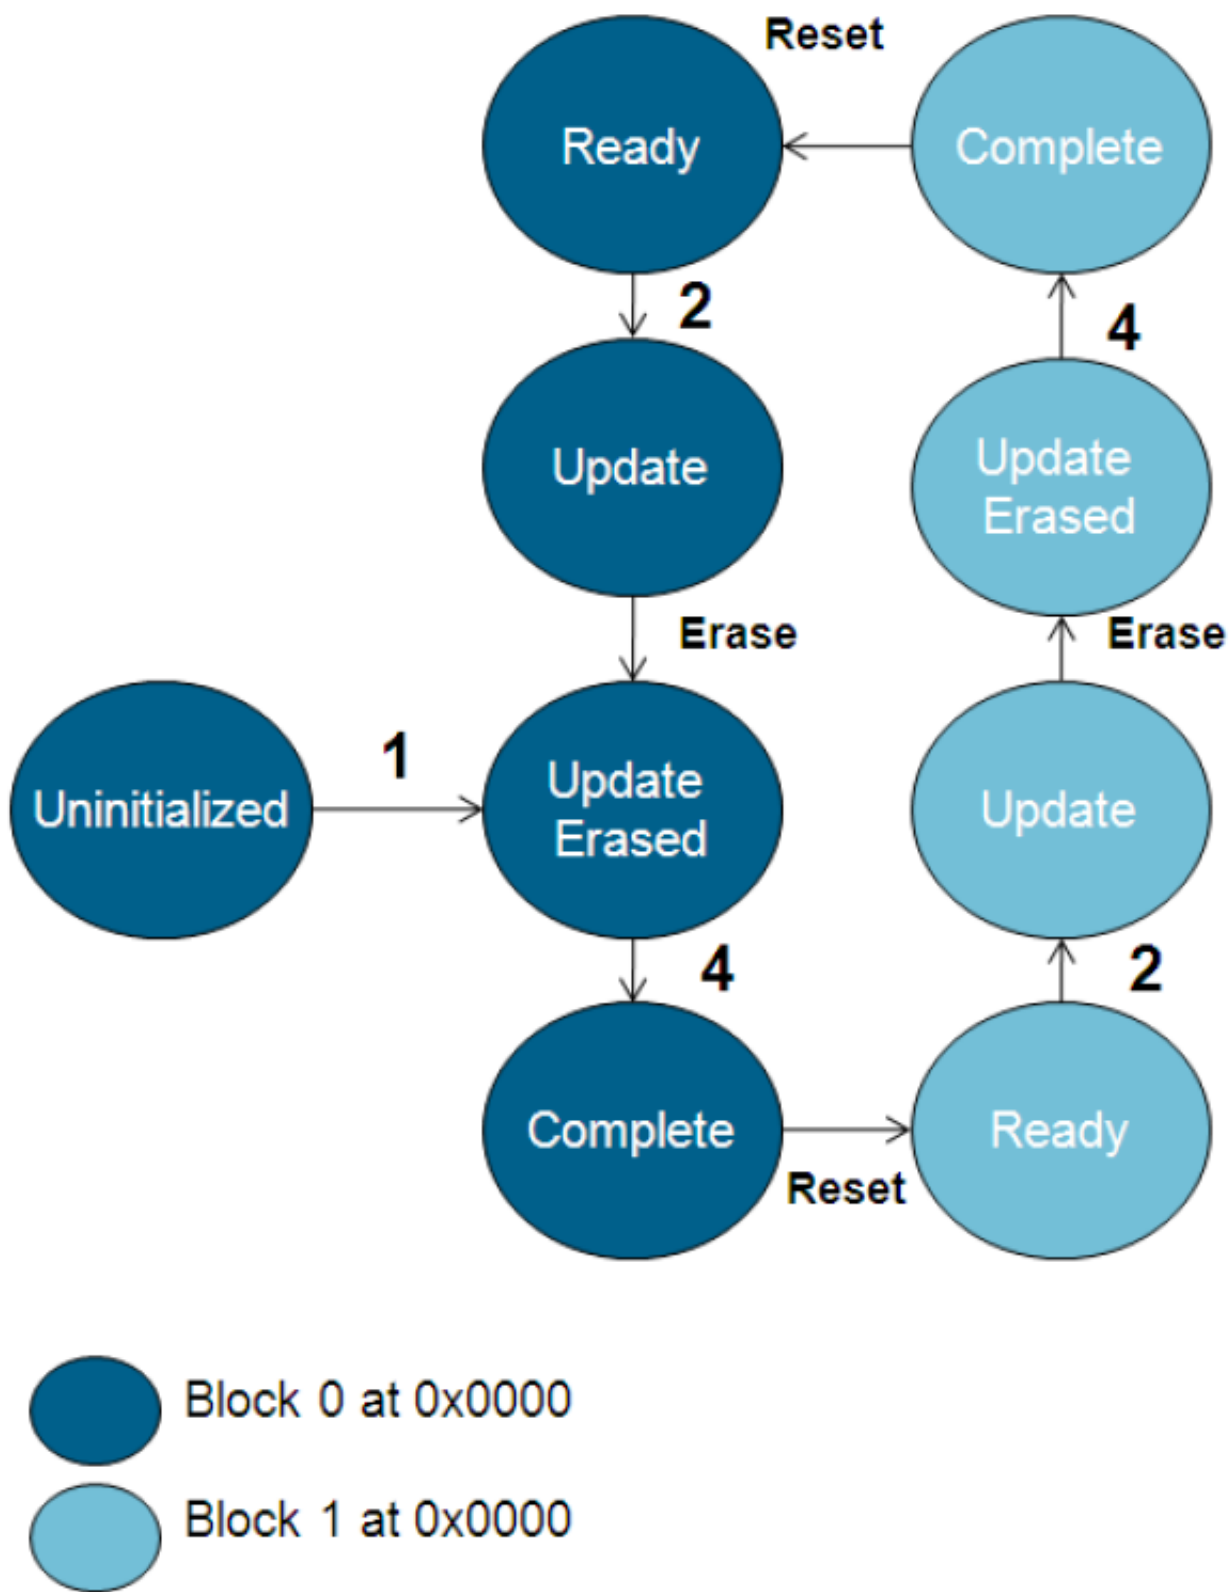 Reset
Ready
Complete
2
4
Update
Update
Erased
Erase
Erase
1
Uninitialized
Update
Erased
Update
4
2
Complete
Ready
Reset
Block 0 at 0x0000
Block 1 at 0x0000